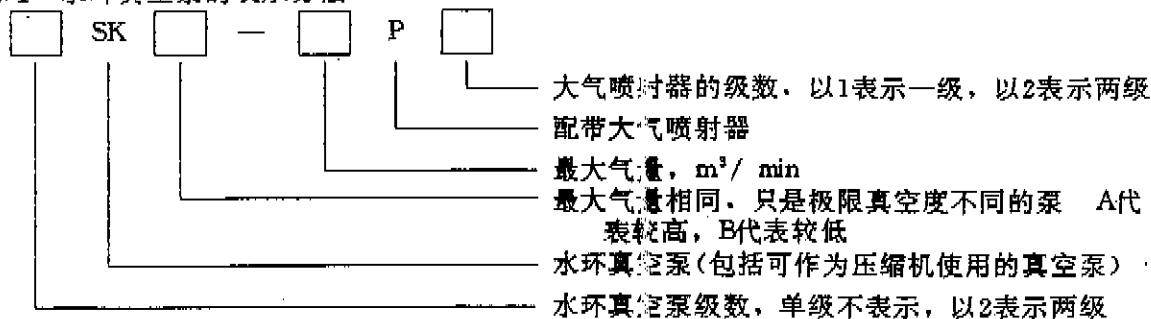 SK — P
大气喷射器的级数，以1表示一级，以2表示两级
配带大气喷射器
最大气量，m³/ min
最大气量相同，只是极限真空度不同的泵 A代
表较高，B代表较低
水环真空泵（包括可作为压缩机使用的真空泵）
水环真空泵级数，单级不表示，以2表示两级